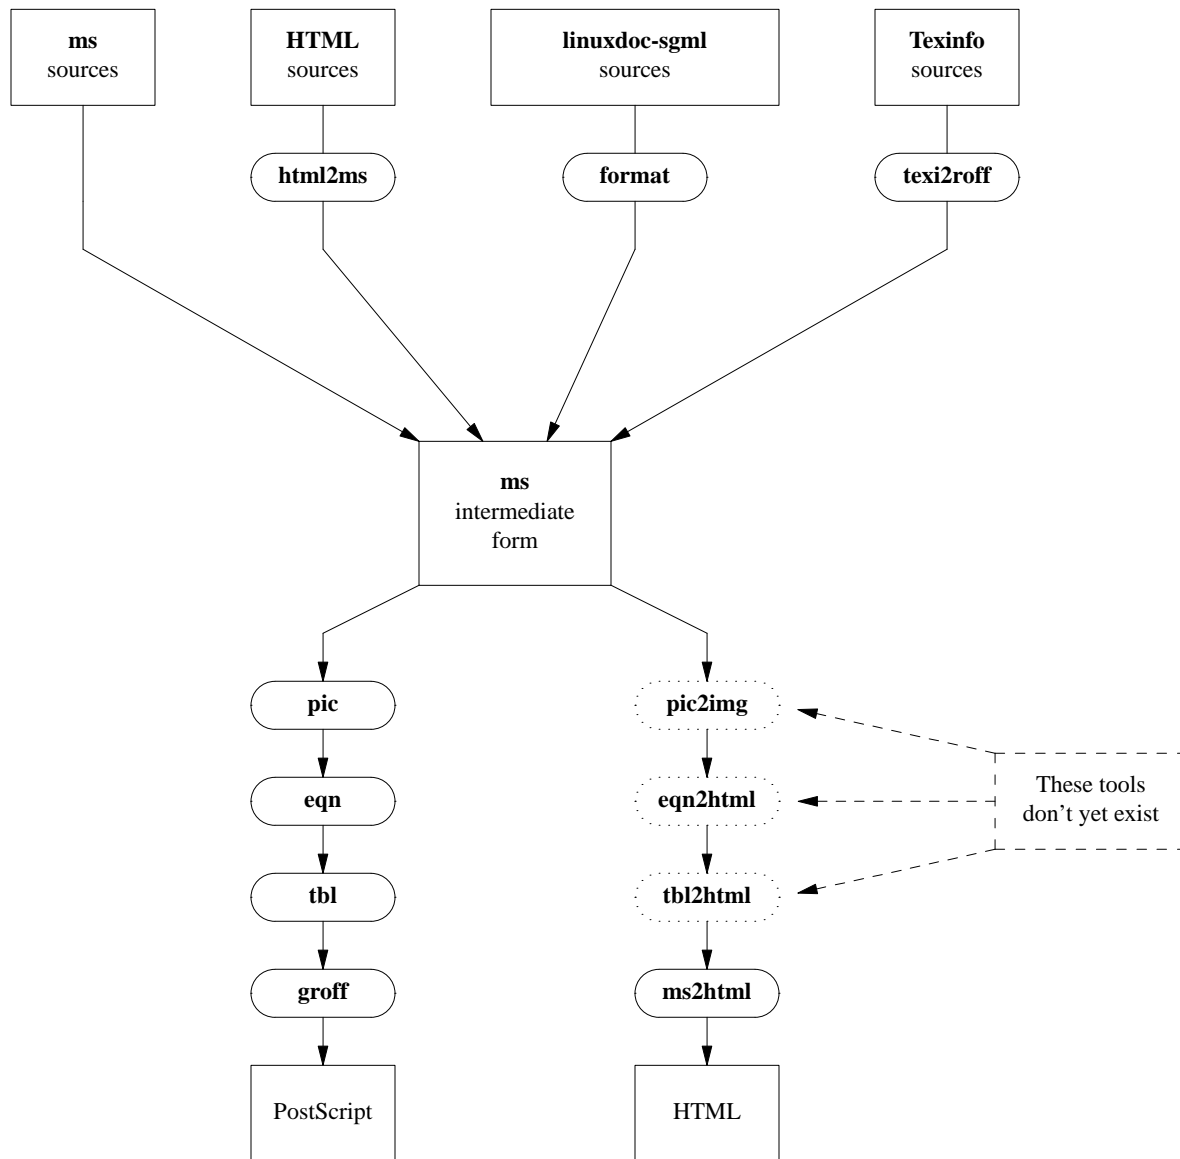 ms
sources
HTML
sources
linuxdoc-sgml
sources
Texinfo
sources
html2ms
format
texi2roff
ms
intermediate
form
pic
pic2img
These tools
don't yet exist
eqn
eqn2html
tbl
tbl2html
groff
ms2html
PostScript
HTML